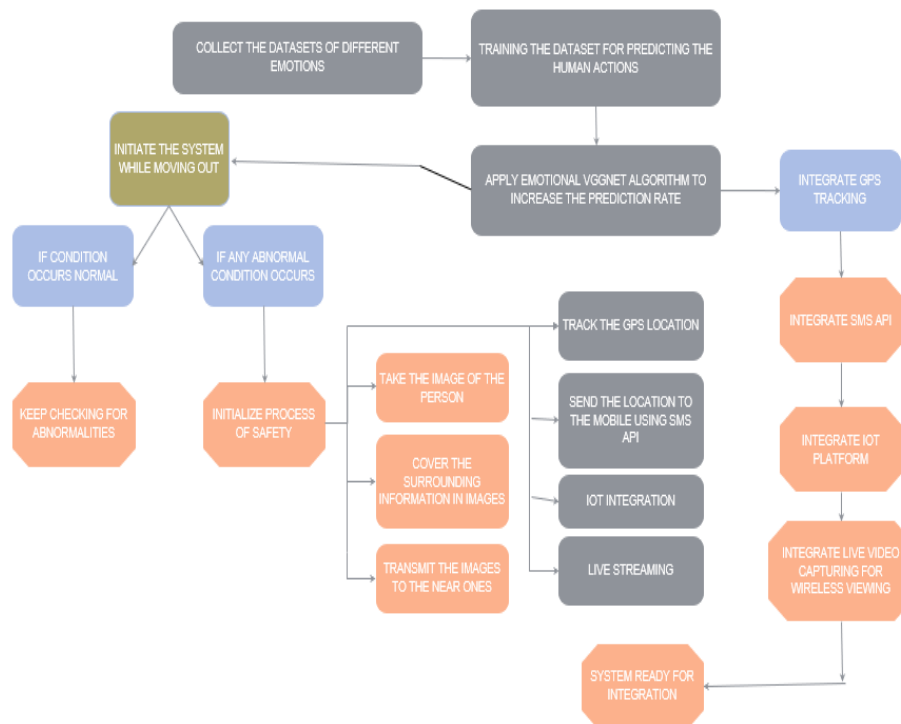 COLLECT THE DATASETS OF DIFFERENT
EMOTIONS
TRAINING THE DATASET FOR PREDICTING THE
HUMAN ACTIONS
INITIATE THE SYSTEM
WHILE MOVING OUT
APPLY EMOTIONAL VGGNET ALGORITHM TO
INCREASE THE PREDICTION RATE
INTEGRATE GPS
TRACKING
IF CONDITION
OCCURS NORMAL
IF ANY ABNORMAL
CONDITION OCCURS
TRACK THE GPS LOCATION
INTEGRATE SMS API
TAKE THE IMAGE OF THE
PERSON
KEEP CHECKING FOR
ABNORMALITIES
INITIALIZE PROCESS
OF SAFETY
SEND THE LOCATION TO
THE MOBILE USING SMS
API
INTEGRATE IOT
PLATFORM
COVER THE
SURROUNDING
INFORMATION IN IMAGES
IOT INTEGRATION
INTEGRATE LIVE VIDEO
CAPTURING FOR
WIRELESS VIEWING
TRANSMIT THE IMAGES
TO THE NEAR ONES
LIVE STREAMING
SYSTEM READY FOR
INTEGRATION